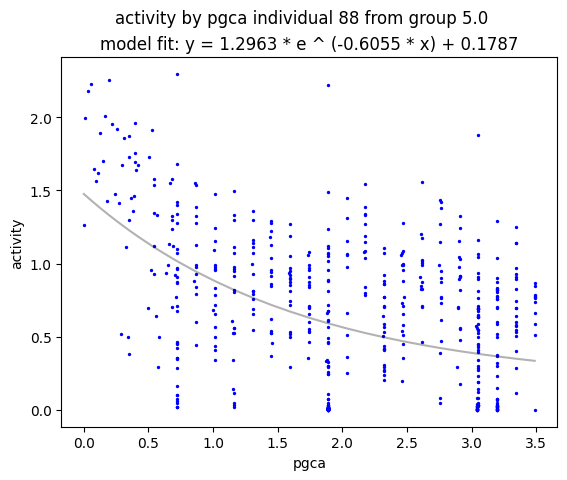 activity by pgca individual 88 from group 5.0
model fit: y = 1.2963 * e ^ (-0.6055 * x) + 0.1787
activity
2.0
1.5
1.0
0.5
0.0
0.0 0.5 1.0 1.5 2.0 2.5 3.0 3.5
pgca